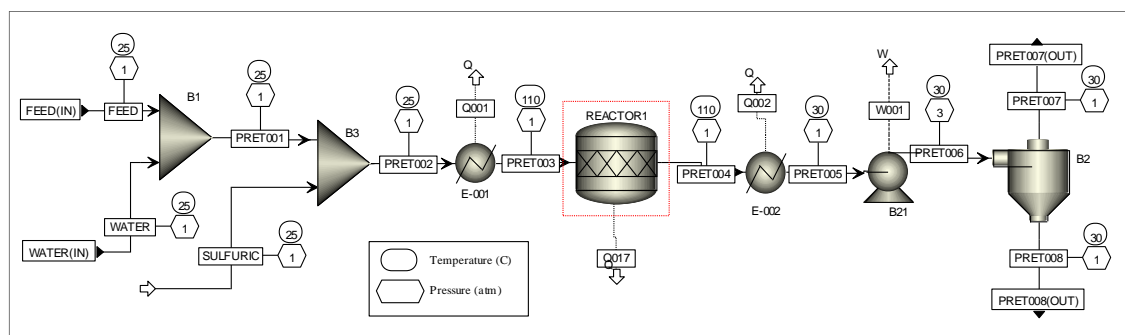 25
1
FEED(IN)
FEED
B1
25
1
PRET001
WATER(IN)
WATER
25
1
B3
25
1
SULFURIC
25
1
PRET002
Q
Q001
E-001
110
1
PRET003
REACTOR1
Q017
Q
110
1
PRET004
Q
Q002
E-002
30
1
PRET005
W
W001
B21
30
3
PRET006
PRET007(OUT)
30
1
PRET007
B2
30
1
PRET008
PRET008(OUT)
Temperature (C)
Pressure (atm)